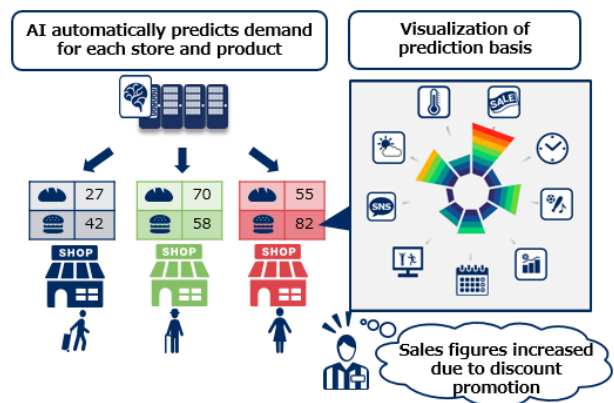 AI automatically predicts demand
for each store and product
Visualization of
prediction basis
SALE
27
42
70
58
55
82
SNS
SHOP
SHOP
SHOP
Sales figures increased
due to discount
promotion